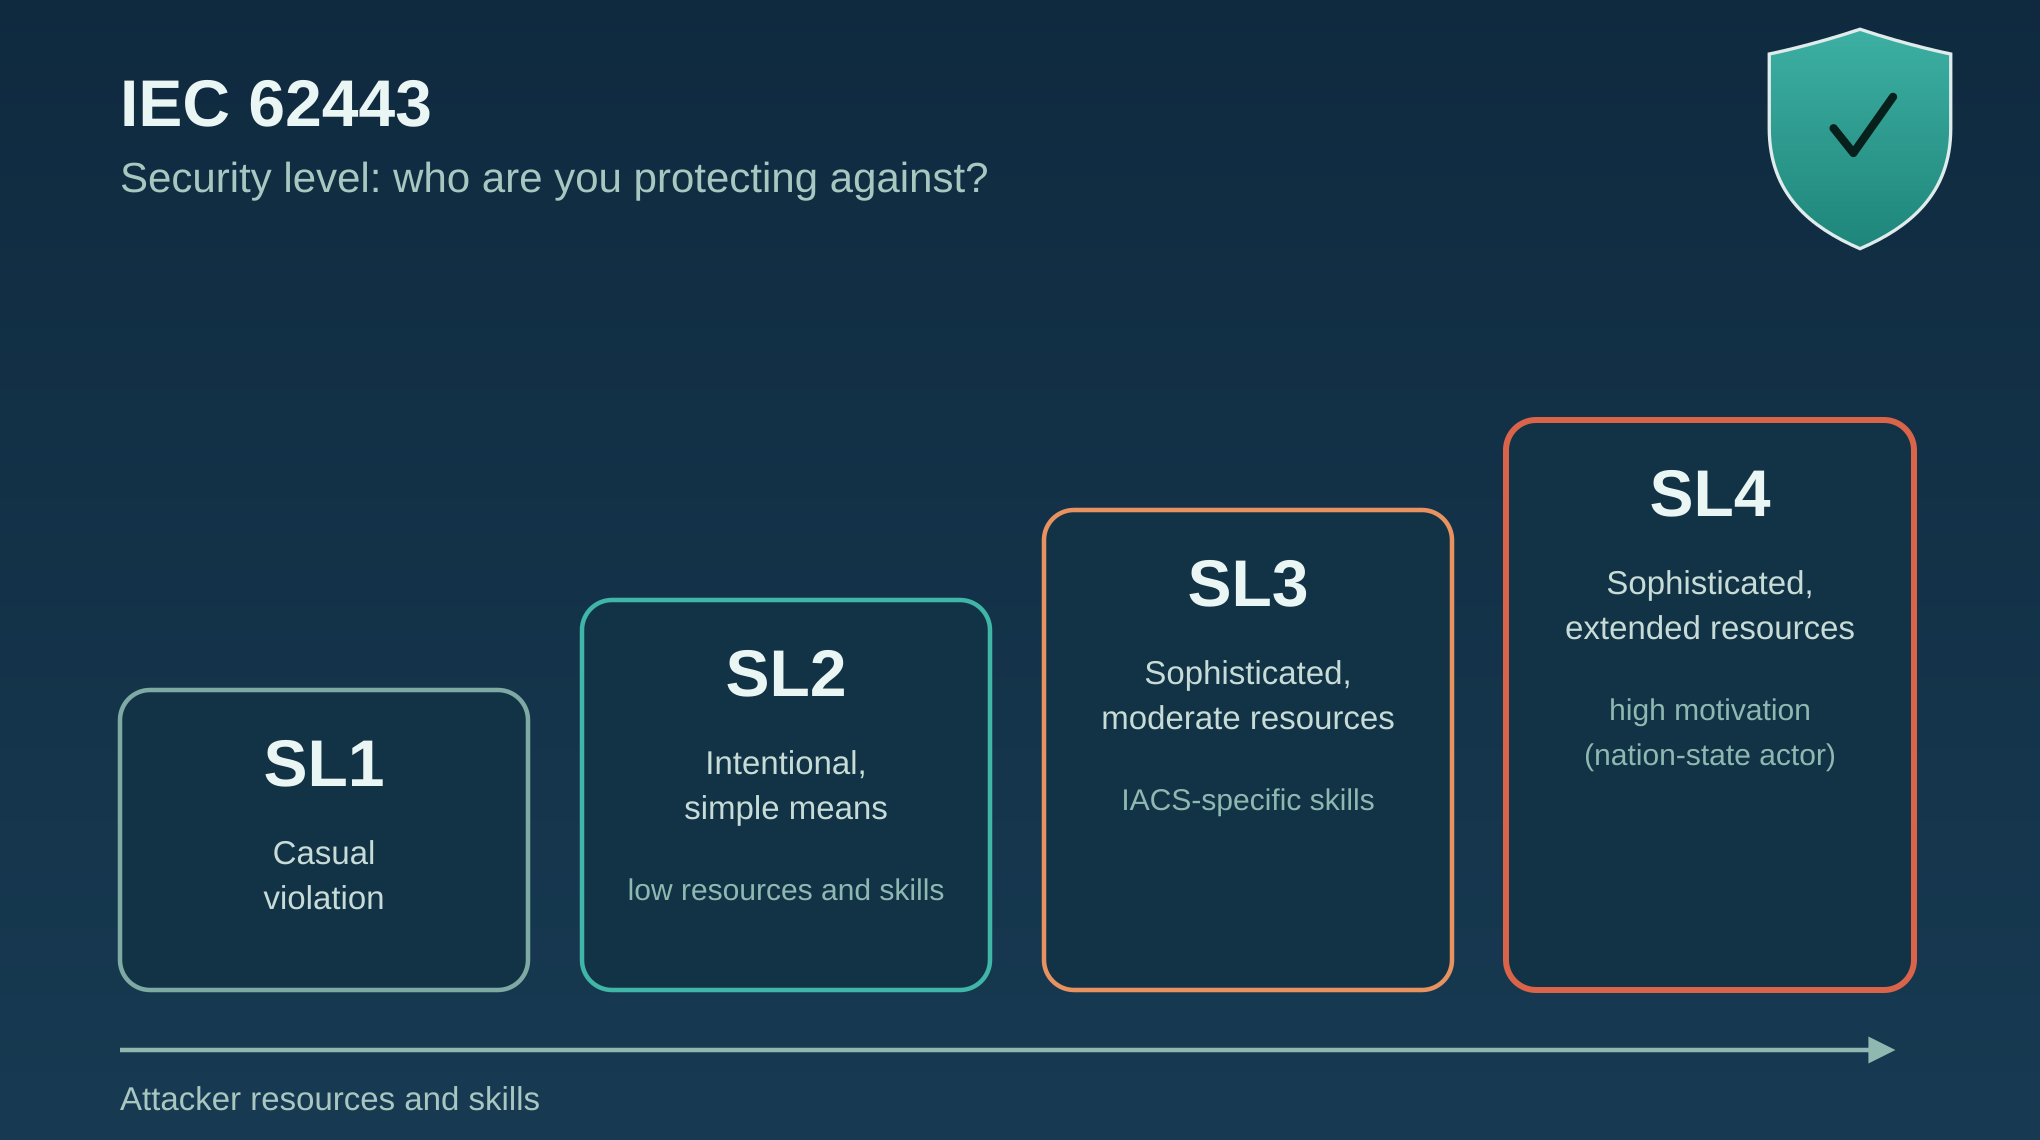 IEC 62443
Security level: who are you protecting against?
SL1
Casual
violation
SL2
Intentional,
simple means
low resources and skills
SL3
Sophisticated,
moderate resources
IACS-specific skills
SL4
Sophisticated,
extended resources
high motivation
(nation-state actor)
Attacker resources and skills